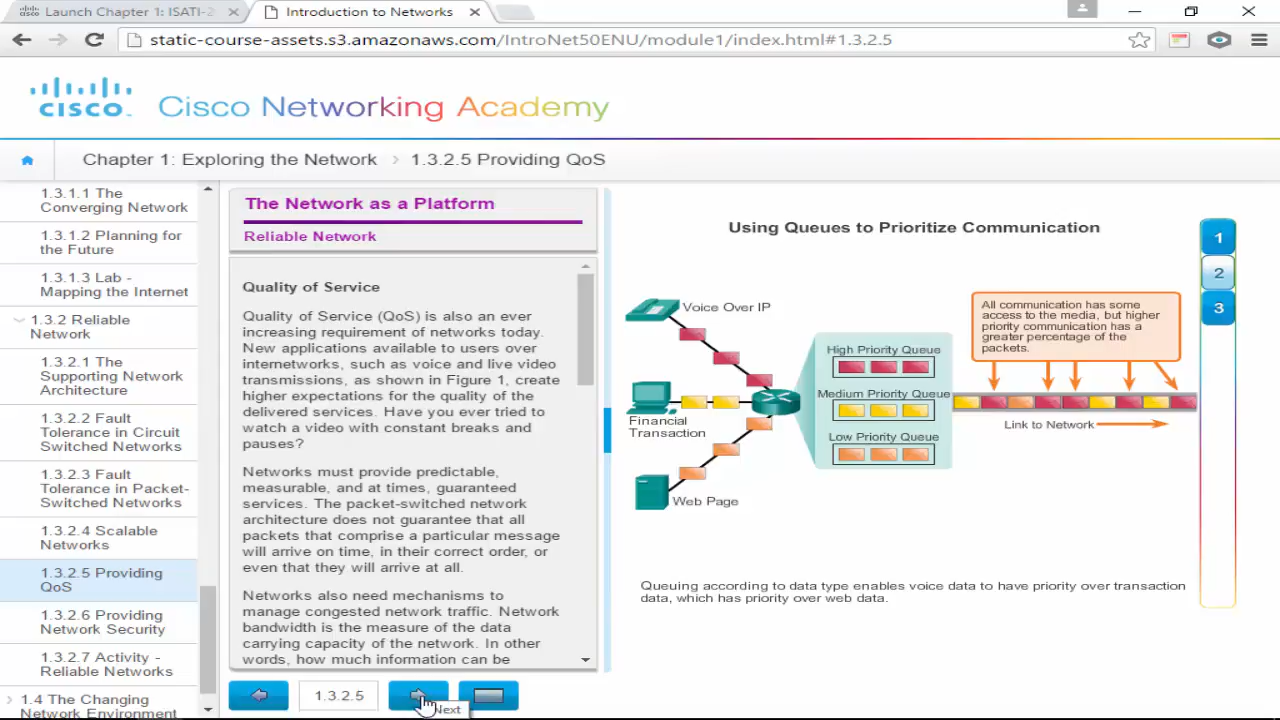 Launch Chapter 1: ISATI-2
Introduction to Networks
static-course-assets.s3.amazonaws.com/IntroNet50ENU/module1/index.html#1.3.2.5
CISCO
Cisco Networking Academy
Chapter 1: Exploring the Network
1.3.2.5 Providing QoS
1.3.1.1 The
Converging Network
1.3.1.2 Planning for
the Future
1.3.1.3 Lab -
Mapping the Internet
1.3.2 Reliable
Network
1.3.2.1 The
Supporting Network
Architecture
1.3.2.2 Fault
Tolerance in Circuit
Switched Networks
1.3.2.3 Fault
Tolerance in Packet-
Switched Networks
1.3.2.4 Scalable
Networks
1.3.2.5 Providing
QoS
1.3.2.6 Providing
Network Security
1.3.2.7 Activity -
Reliable Networks
1.4 The Changing
Network Environment
The Network as a Platform
Reliable Network
Quality of Service
Quality of Service (QoS) is also an ever
increasing requirement of networks today.
New applications available to users over
internetworks, such as voice and live video
transmissions, as shown in Figure 1, create
higher expectations for the quality of the
delivered services. Have you ever tried to
watch a video with constant breaks and
pauses?
Networks must provide predictable,
measurable, and at times, guaranteed
services. The packet-switched network
architecture does not guarantee that all
packets that comprise a particular message
will arrive on time, in their correct order, or
even that they will arrive at all.
Networks also need mechanisms to
manage congested network traffic. Network
bandwidth is the measure of the data
carrying capacity of the network. In other
words, how much information can be
1.3.2.5
Next
Using Queues to Prioritize Communication
Voice Over IP
Financial
Transaction
Web Page
High Priority Queue
Medium Priority Queue
Low Priority Queue
All communication has some
access to the media, but higher
priority communication has a
greater percentage of the
packets.
Link to Network
Queuing according to data type enables voice data to have priority over transaction
data, which has priority over web data.
1
2
3